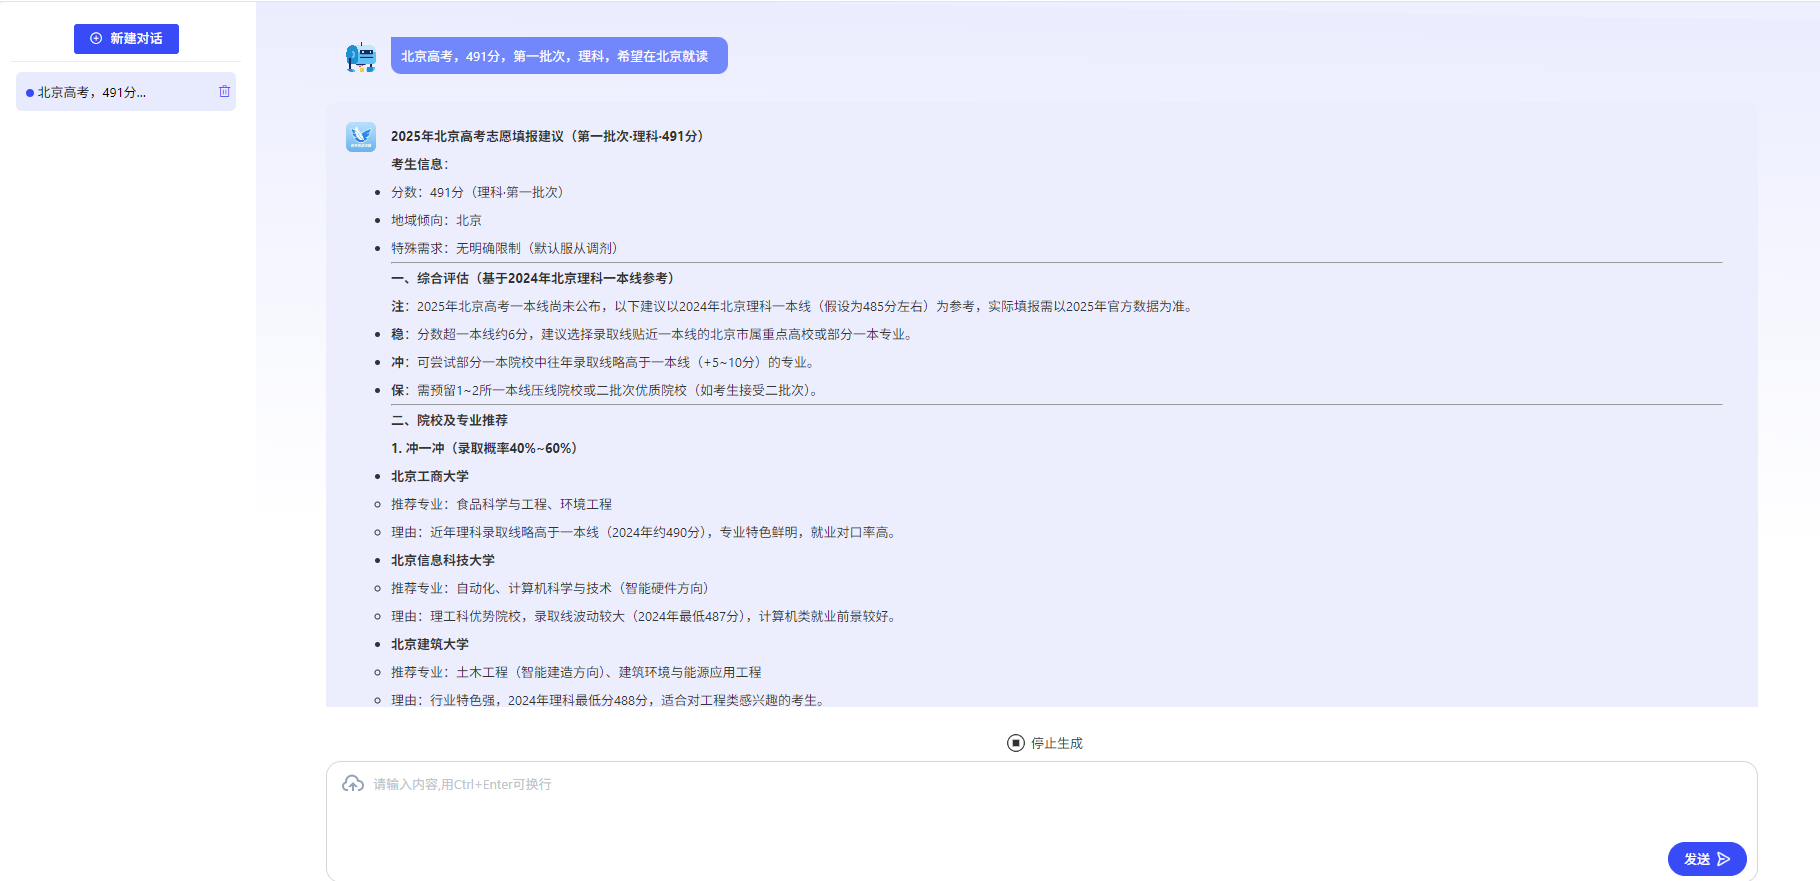 新建对话
北京高考，491分...
北京高考，491分，第一批次，理科，希望在北京就读
2025年北京高考志愿填报建议（第一批次·理科·491分）
考生信息：
分数：491分（理科·第一批次）
地域倾向：北京
特殊需求：无明确限制（默认服从调剂）
一、综合评估（基于2024年北京理科一本线参考）
注：2025年北京高考一本线尚未公布，以下建议以2024年北京理科一本线（假设为485分左右）为参考，实际填报需以2025年官方数据为准。
稳：分数超一本线约6分，建议选择录取线贴近一本线的北京市属重点高校或部分一本专业。
冲：可尝试部分一本院校中往年录取线略高于一本线（+5~10分）的专业。
保：需预留1~2所一本线压线院校或二批次优质院校（如考生接受二批次）。
二、院校及专业推荐
1. 冲一冲（录取概率40%~60%）
北京工商大学
推荐专业：食品科学与工程、环境工程
理由：近年理科录取线略高于一本线（2024年约490分），专业特色鲜明，就业对口率高。
北京信息科技大学
推荐专业：自动化、计算机科学与技术（智能硬件方向）
理由：理工科优势院校，录取线波动较大（2024年最低487分），计算机类就业前景较好。
北京建筑大学
推荐专业：土木工程（智能建造方向）、建筑环境与能源应用工程
理由：行业特色强，2024年理科最低分488分，适合对工程类感兴趣的考生。
停止生成
请输入内容,用Ctrl+Enter可换行
发送